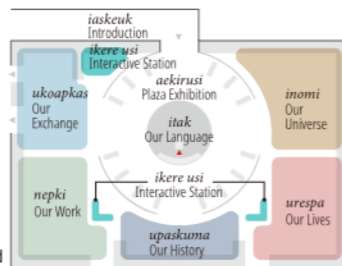 iaskeuk
Introduction
ikere usi
Interactive Station
ukoapkas
Our
Exchange
aekirusi
Plaza Exhibition
inomi
Our
Universe
itak
Our Language
ikere usi
Interactive Station
nepki
Our Work
urespa
Our Lives
upaskuma
Our History